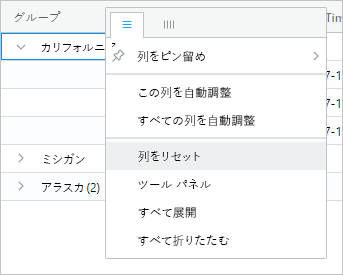 グループ
Tim
カリフォルニア
列をピン留め
7-1
この列を自動調整
7-1
すべての列を自動調整
7-1
列をリセット
ミシガン
ツール パネル
アラスカ (2)
すべて展開
すべて折りたたむ